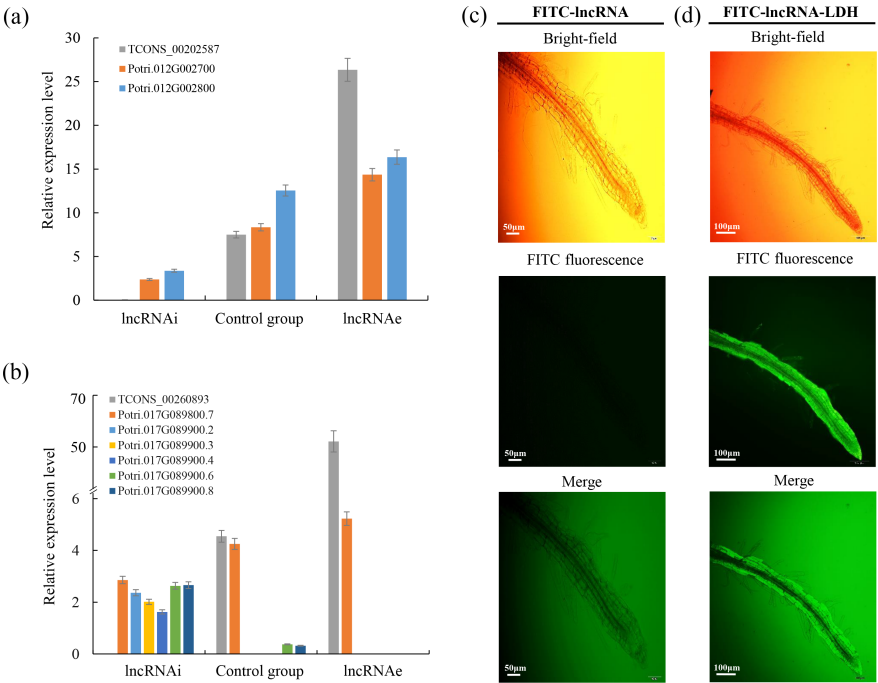 (a)
30
25
20
15
10
5
0
Relative expression level
TCONS_00202587
Potri.012G002700
Potri.012G002800
lncRNAi
Control group
lncRNAe
(b)
70
50
6
4
2
0
Relative expression level
TCONS_00260893
Potri.017G089800.7
Potri.017G089900.2
Potri.017G089900.3
Potri.017G089900.4
Potri.017G089900.6
Potri.017G089900.8
lncRNAi
Control group
lncRNAe
(c)
FITC-lncRNA
Bright-field
50μm
FITC fluorescence
50μm
Merge
50μm
(d)
FITC-lncRNA-LDH
Bright-field
100μm
FITC fluorescence
100μm
Merge
100μm